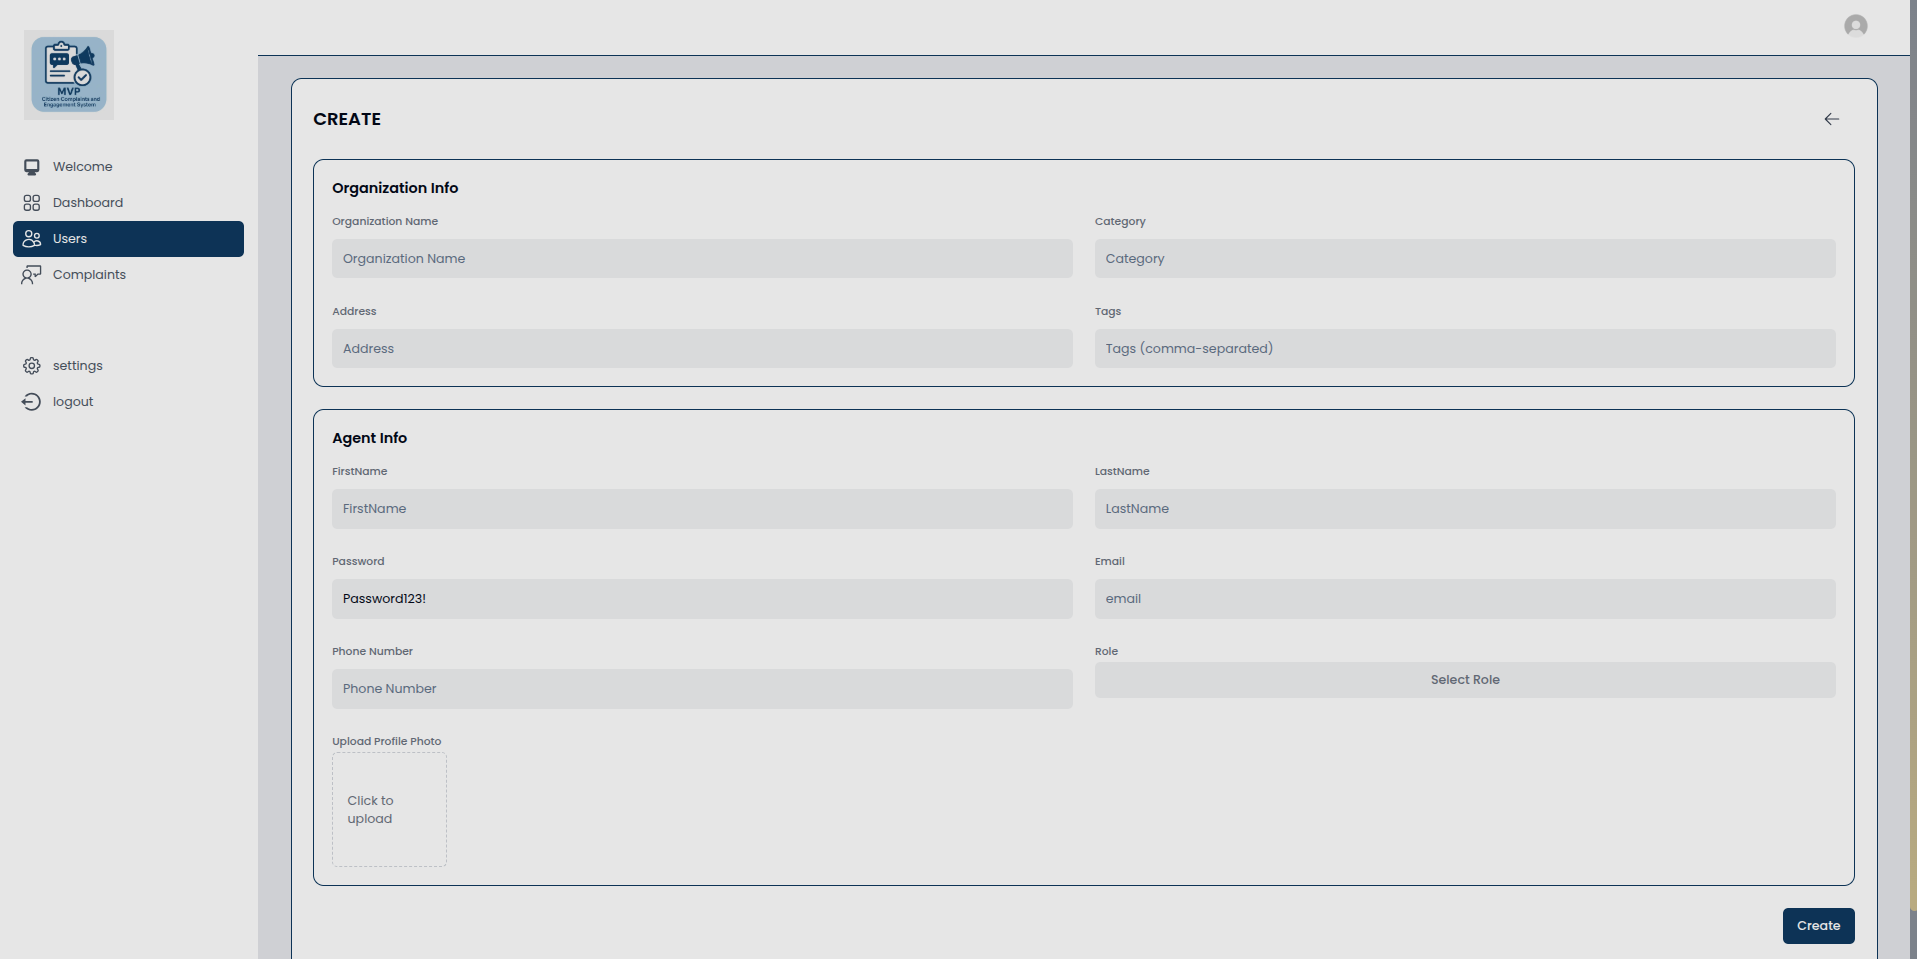 MVP
Citizen Complaints and
Engagement System
Welcome
Dashboard
Users
Complaints
settings
logout
CREATE
Organization Info
Organization Name
Category
Organization Name
Category
Address
Tags
Address
Tags (comma-separated)
Agent Info
FirstName
LastName
FirstName
LastName
Password
Email
Password123!
email
Phone Number
Role
Phone Number
Select Role
Upload Profile Photo
Click to
upload
Create